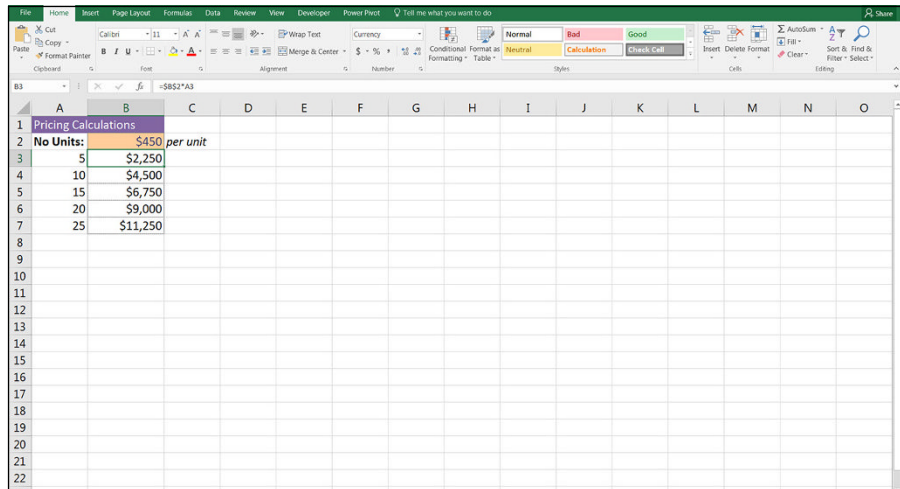 File Home Insert Page Layout Formulas Data Review View Developer Power Pivot Tell me what you want to do Share
Cut
Copy
Format Painter
Paste
Calibri 11
B I U
Wrap Text
Merge & Center
Currency
$ % ,
Conditional Formatting
Format as Table
Normal Bad Good
Neutral Calculation Check Cell
Insert Delete Format
AutoSum
Fill
Clear
Sort & Filter
Find & Select
Clipboard Font Alignment Number Styles Cells Editing
B3 fx =$B$2*A3
A B C D E F G H I J K L M N O
1 Pricing Calculations
2 No Units: $450 per unit
3 5 $2,250
4 10 $4,500
5 15 $6,750
6 20 $9,000
7 25 $11,250
8
9
10
11
12
13
14
15
16
17
18
19
20
21
22